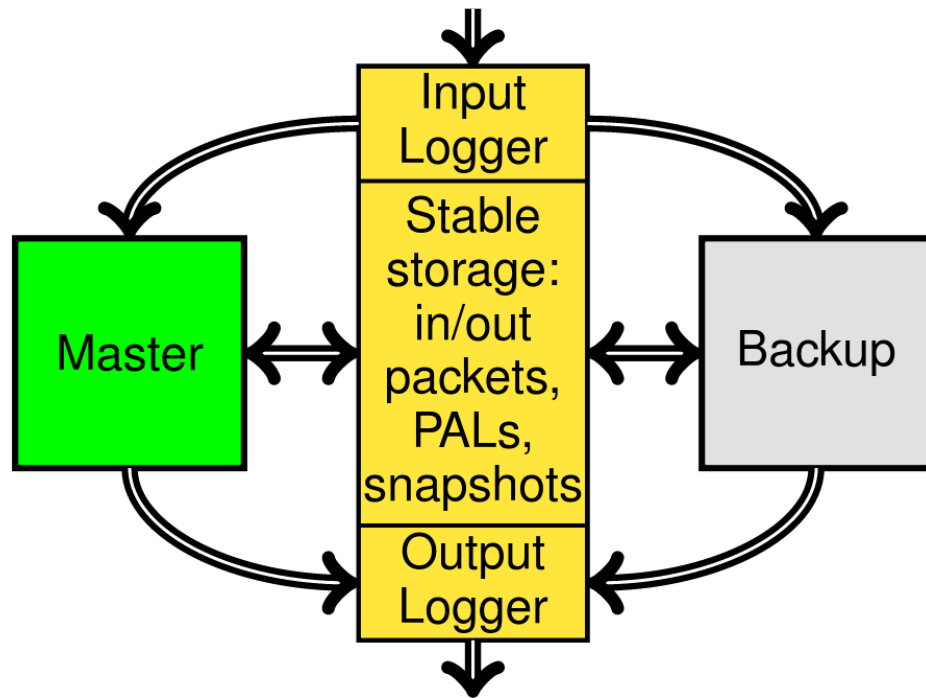 Input
Logger
Master
Stable
storage:
in/out
packets,
PALs,
snapshots
Backup
Output
Logger